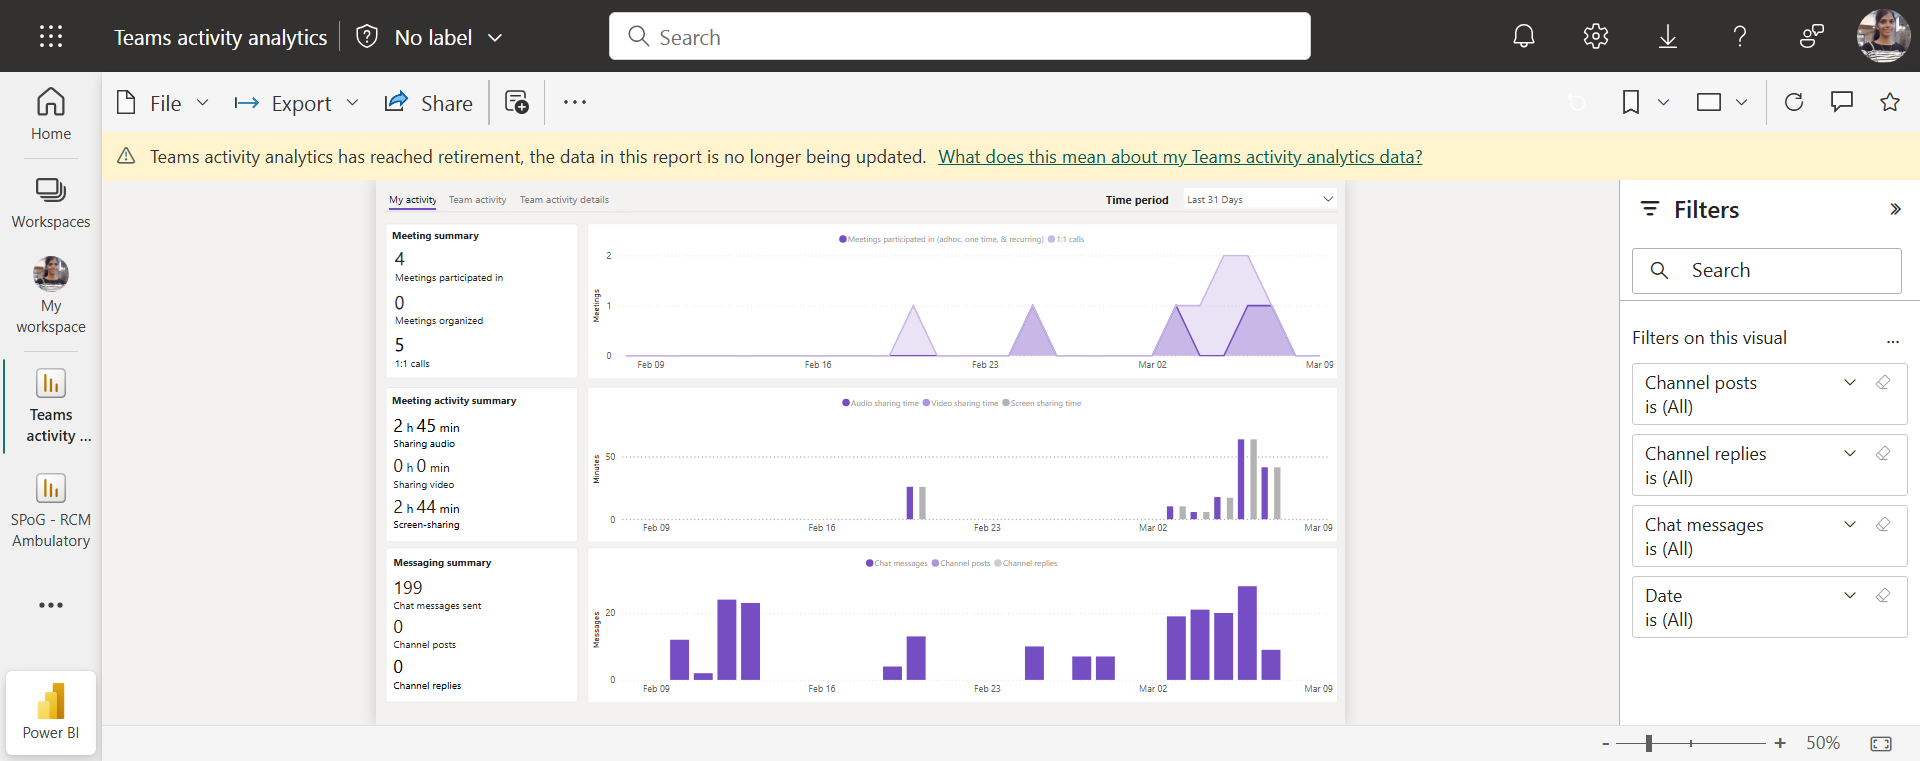 Teams activity analytics
No label
Search
File
Export
Share
Home
Workspaces
My
workspace
Teams
activity ...
SPoG - RCM
Ambulatory
Power BI
Teams activity analytics has reached retirement, the data in this report is no longer being updated. What does this mean about my Teams activity analytics data?
My activity Team activity Team activity details
Time period Last 31 Days
Meeting summary
4
Meetings participated in
0
Meetings organized
5
1:1 calls
Meetings participated in (adhoc, one time, & recurring) 1:1 calls
Meetings
2
1
0
Feb 09 Feb 16 Feb 23 Mar 02 Mar 09
Meeting activity summary
2 h 45 min
Sharing audio
0 h 0 min
Sharing video
2 h 44 min
Screen-sharing
Audio sharing time Video sharing time Screen sharing time
Minutes
50
0
Feb 09 Feb 16 Feb 23 Mar 02 Mar 09
Messaging summary
199
Chat messages sent
0
Channel posts
0
Channel replies
Chat messages Channel posts Channel replies
Messages
20
0
Feb 09 Feb 16 Feb 23 Mar 02 Mar 09
Filters
Search
Filters on this visual
...
Channel posts
is (All)
Channel replies
is (All)
Chat messages
is (All)
Date
is (All)
- + 50%